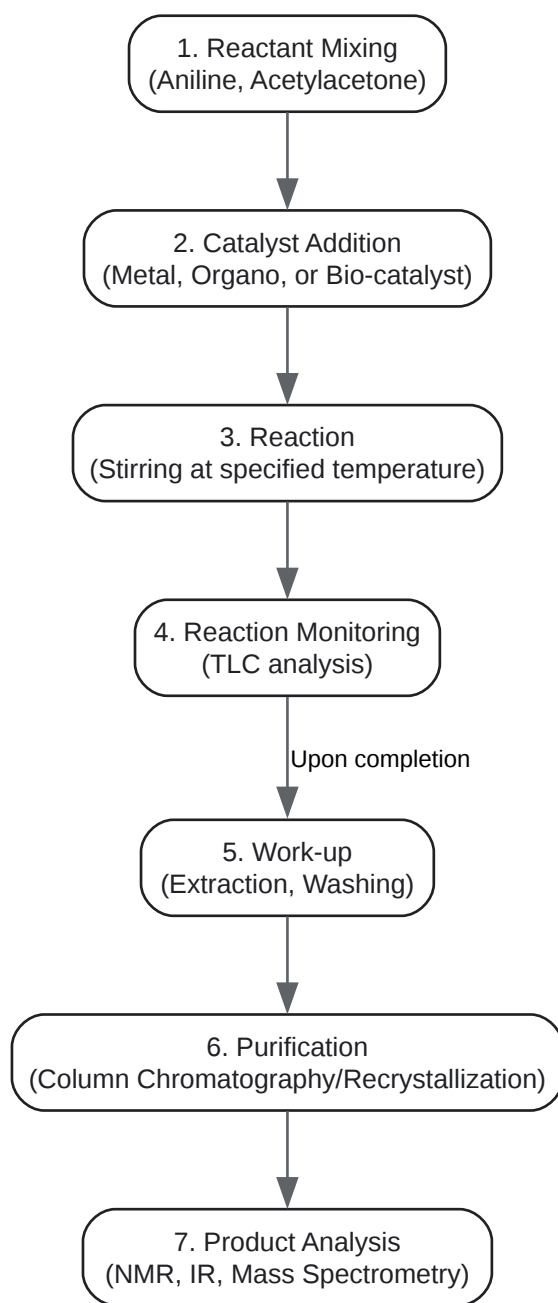 1. Reactant Mixing
(Aniline, Acetylacetone)
2. Catalyst Addition
(Metal, Organo, or Bio-catalyst)
3. Reaction
(Stirring at specified temperature)
4. Reaction Monitoring
(TLC analysis)
Upon completion
5. Work-up
(Extraction, Washing)
6. Purification
(Column Chromatography/Recrystallization)
7. Product Analysis
(NMR, IR, Mass Spectrometry)